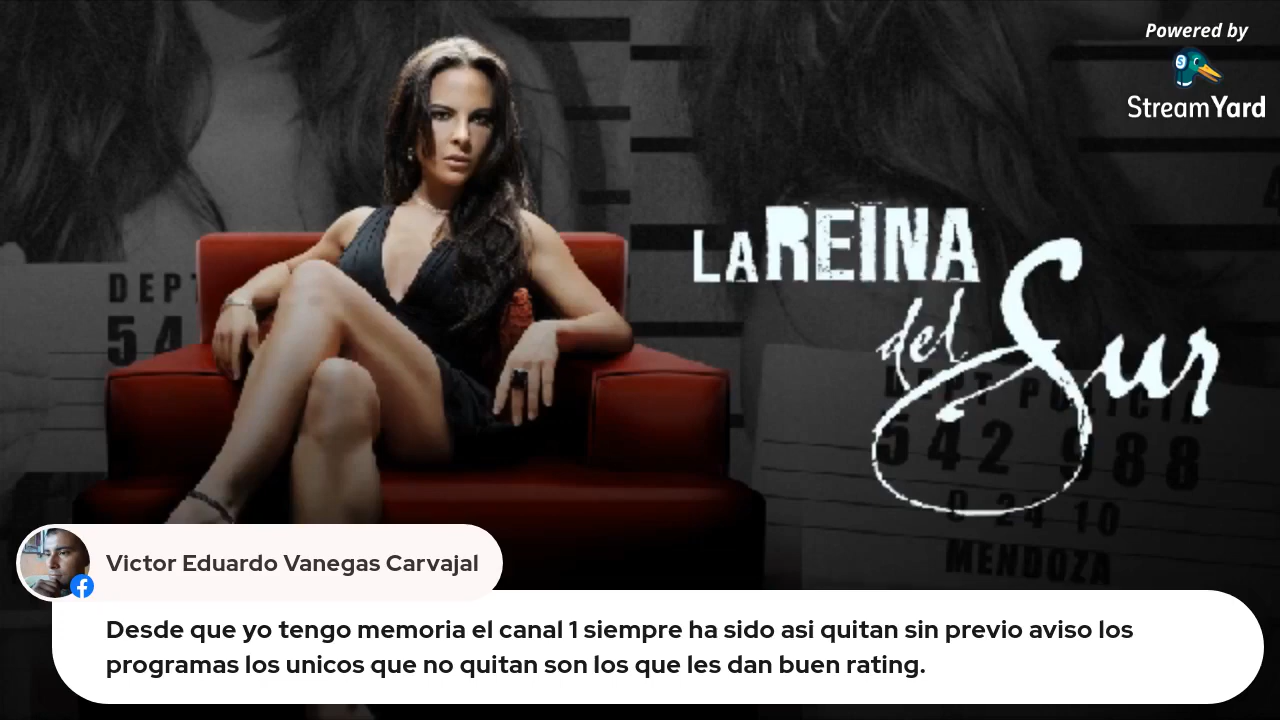 Powered by
StreamYard
LA REINA
del Sur
DEPT
54
DEPT POLICIA
542 988
0 24 10
MENDOZA
Victor Eduardo Vanegas Carvajal
Desde que yo tengo memoria el canal 1 siempre ha sido asi quitan sin previo aviso los
programas los unicos que no quitan son los que les dan buen rating.